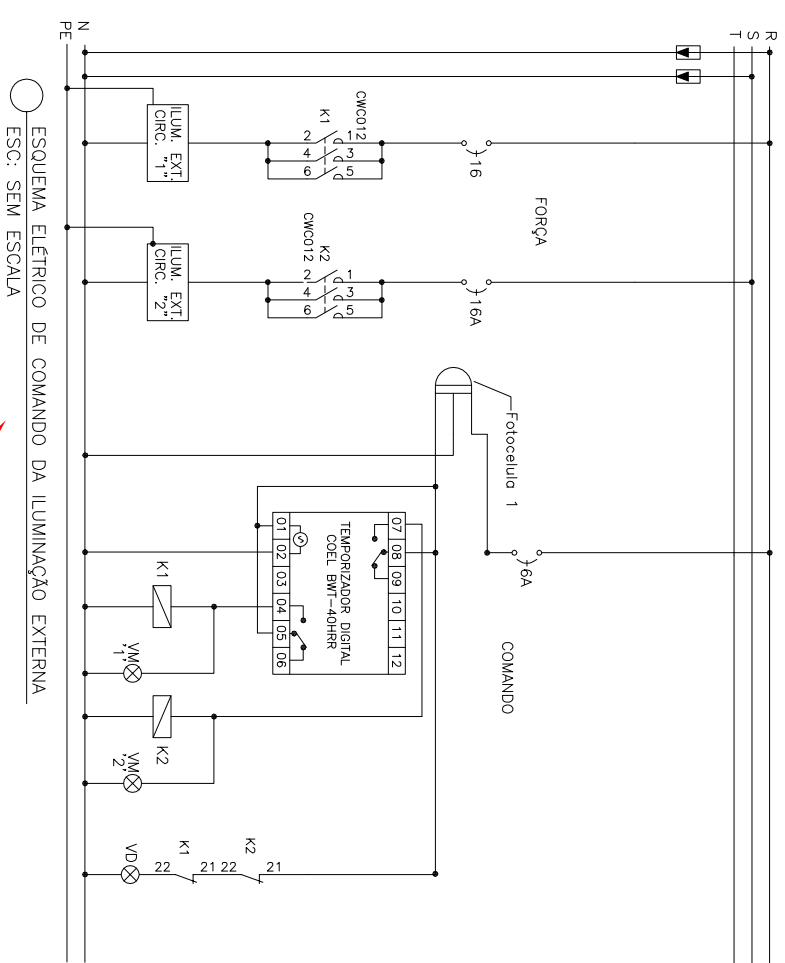 R
S
T
N
PE
CWC012
K1
1
2
3
4
5
6
16
ILUM. EXT.
CIRC. "1"
FORÇA
CWC012
K2
1
2
3
4
5
6
16A
ILUM. EXT.
CIRC. "2"
Fotocelula 1
6A
COMANDO
07 08 09 10 11 12
TEMPORIZADOR DIGITAL
COEL BWT-40HRR
01 02 03 04 05 06
S
K1
VM
"1"
K2
VM
"2"
K2
21
22
K1
21
22
VD
ESQUEMA ELÉTRICO DE COMANDO DA ILUMINAÇÃO EXTERNA
ESC: SEM ESCALA